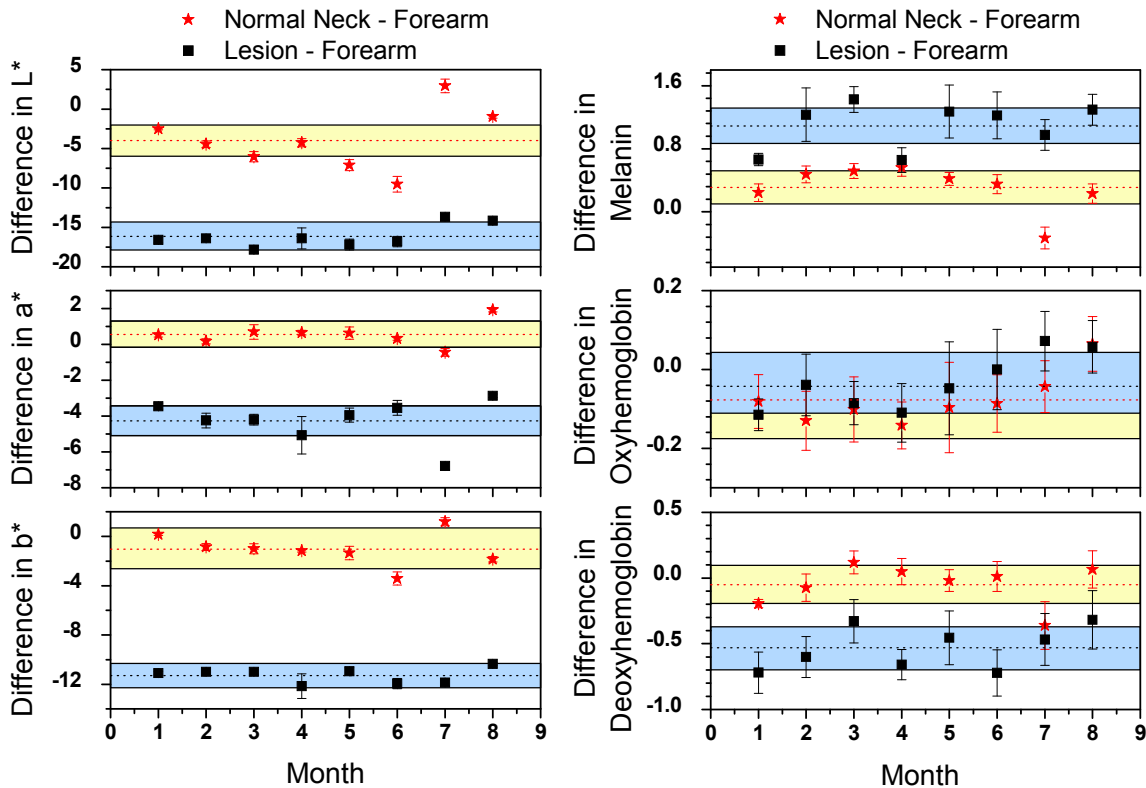 Normal Neck - Forearm
Lesion - Forearm
Difference in L*
5
0
-5
-10
-15
-20
Difference in a*
2
0
-2
-4
-6
-8
Difference in b*
0
-4
-8
-12
0 1 2 3 4 5 6 7 8 9
Month
Normal Neck - Forearm
Lesion - Forearm
Difference in
Melanin
1.6
0.8
0.0
Difference in
Oxyhemoglobin
0.2
0.0
-0.2
Difference in
Deoxyhemoglobin
0.5
0.0
-0.5
-1.0
0 1 2 3 4 5 6 7 8 9
Month